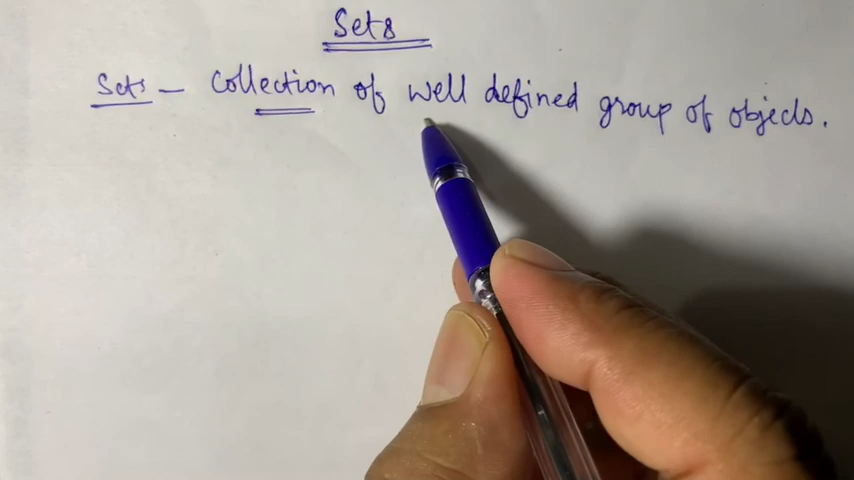 Sets
Sets - Collection of well defined group of objects.